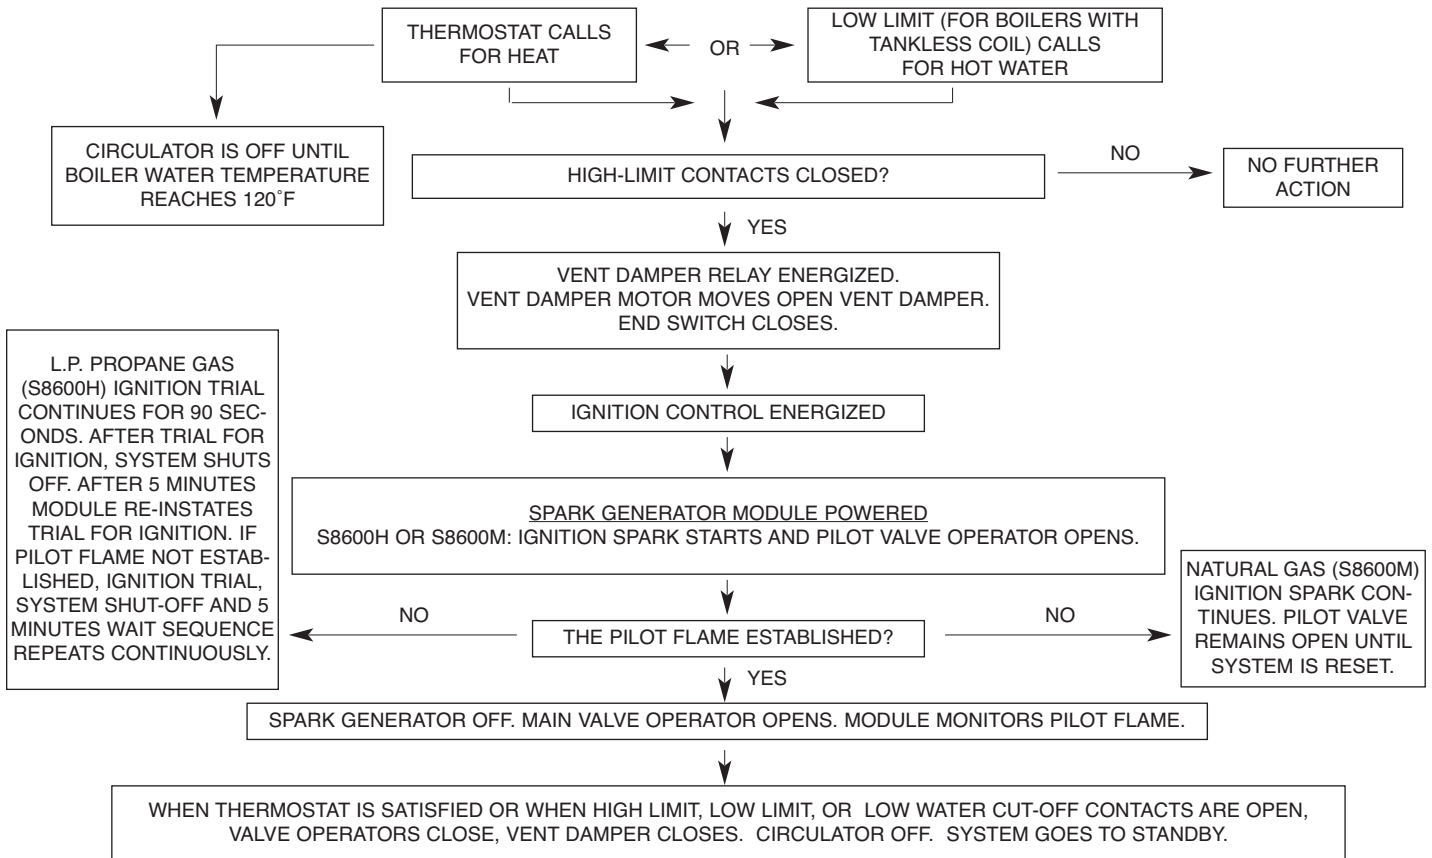 THERMOSTAT CALLS
FOR HEAT
OR
LOW LIMIT (FOR BOILERS WITH
TANKLESS COIL) CALLS
FOR HOT WATER
CIRCULATOR IS OFF UNTIL
BOILER WATER TEMPERATURE
REACHES 120˚F
HIGH-LIMIT CONTACTS CLOSED?
NO
NO FURTHER
ACTION
YES
VENT DAMPER RELAY ENERGIZED.
VENT DAMPER MOTOR MOVES OPEN VENT DAMPER.
END SWITCH CLOSES.
IGNITION CONTROL ENERGIZED
SPARK GENERATOR MODULE POWERED
S8600H OR S8600M: IGNITION SPARK STARTS AND PILOT VALVE OPERATOR OPENS.
L.P. PROPANE GAS
(S8600H) IGNITION TRIAL
CONTINUES FOR 90 SEC-
ONDS. AFTER TRIAL FOR
IGNITION, SYSTEM SHUTS
OFF. AFTER 5 MINUTES
MODULE RE-INSTATES
TRIAL FOR IGNITION. IF
PILOT FLAME NOT ESTAB-
LISHED, IGNITION TRIAL,
SYSTEM SHUT-OFF AND 5
MINUTES WAIT SEQUENCE
REPEATS CONTINUOUSLY.
NO
THE PILOT FLAME ESTABLISHED?
NO
NATURAL GAS (S8600M)
IGNITION SPARK CON-
TINUES. PILOT VALVE
REMAINS OPEN UNTIL
SYSTEM IS RESET.
YES
SPARK GENERATOR OFF. MAIN VALVE OPERATOR OPENS. MODULE MONITORS PILOT FLAME.
WHEN THERMOSTAT IS SATISFIED OR WHEN HIGH LIMIT, LOW LIMIT, OR LOW WATER CUT-OFF CONTACTS ARE OPEN,
VALVE OPERATORS CLOSE, VENT DAMPER CLOSES. CIRCULATOR OFF. SYSTEM GOES TO STANDBY.